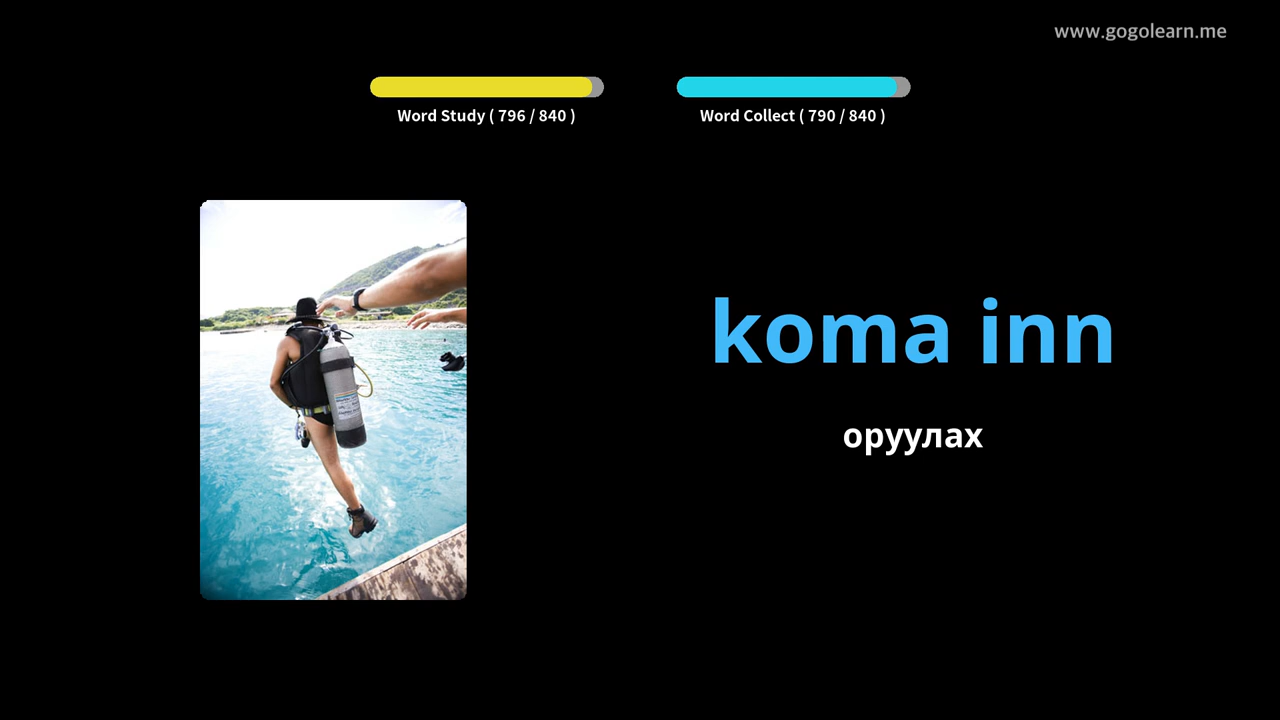 www.gogolearn.me
Word Study ( 796 / 840 )
Word Collect ( 790 / 840 )
koma inn
оруулах